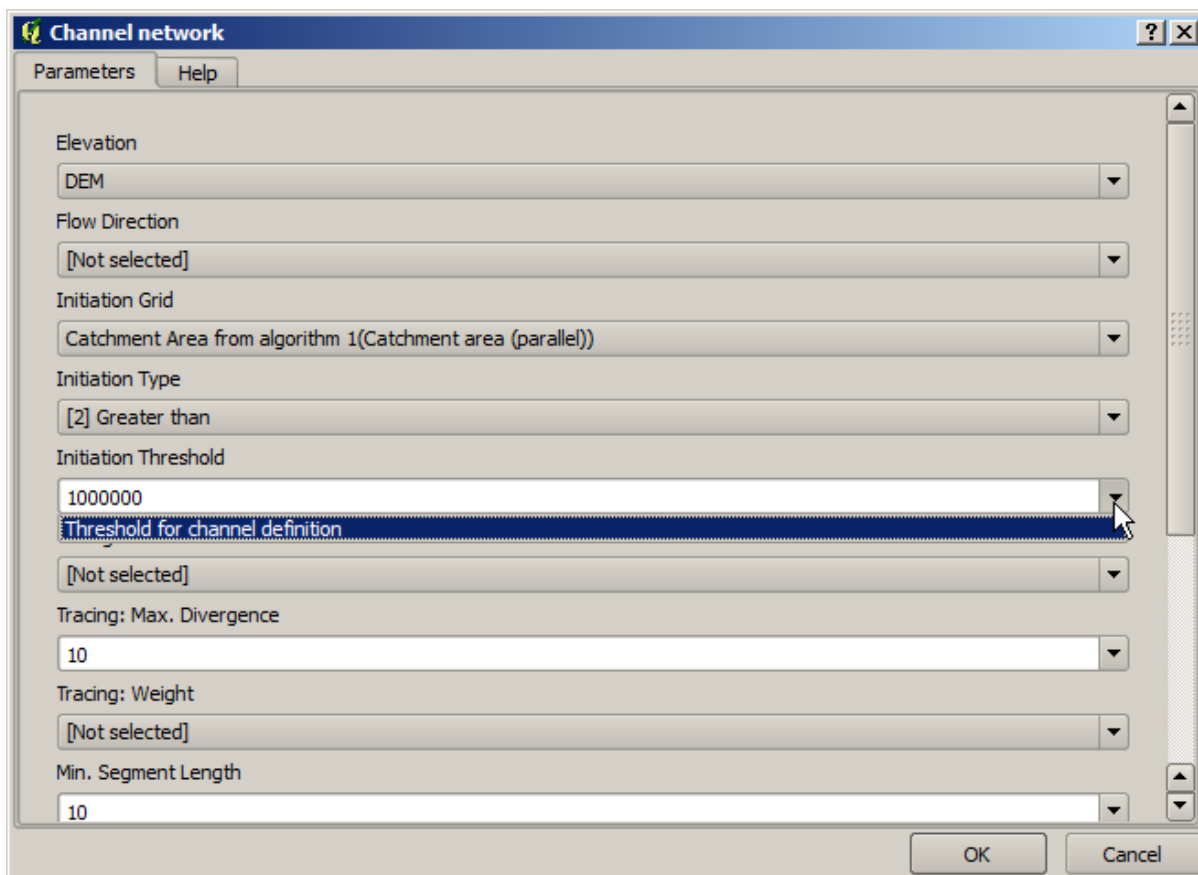 Channel network
Parameters Help
Elevation
DEM
Flow Direction
[Not selected]
Initiation Grid
Catchment Area from algorithm 1(Catchment area (parallel))
Initiation Type
[2] Greater than
Initiation Threshold
1000000
Threshold for channel definition
[Not selected]
Tracing: Max. Divergence
10
Tracing: Weight
[Not selected]
Min. Segment Length
10
OK Cancel